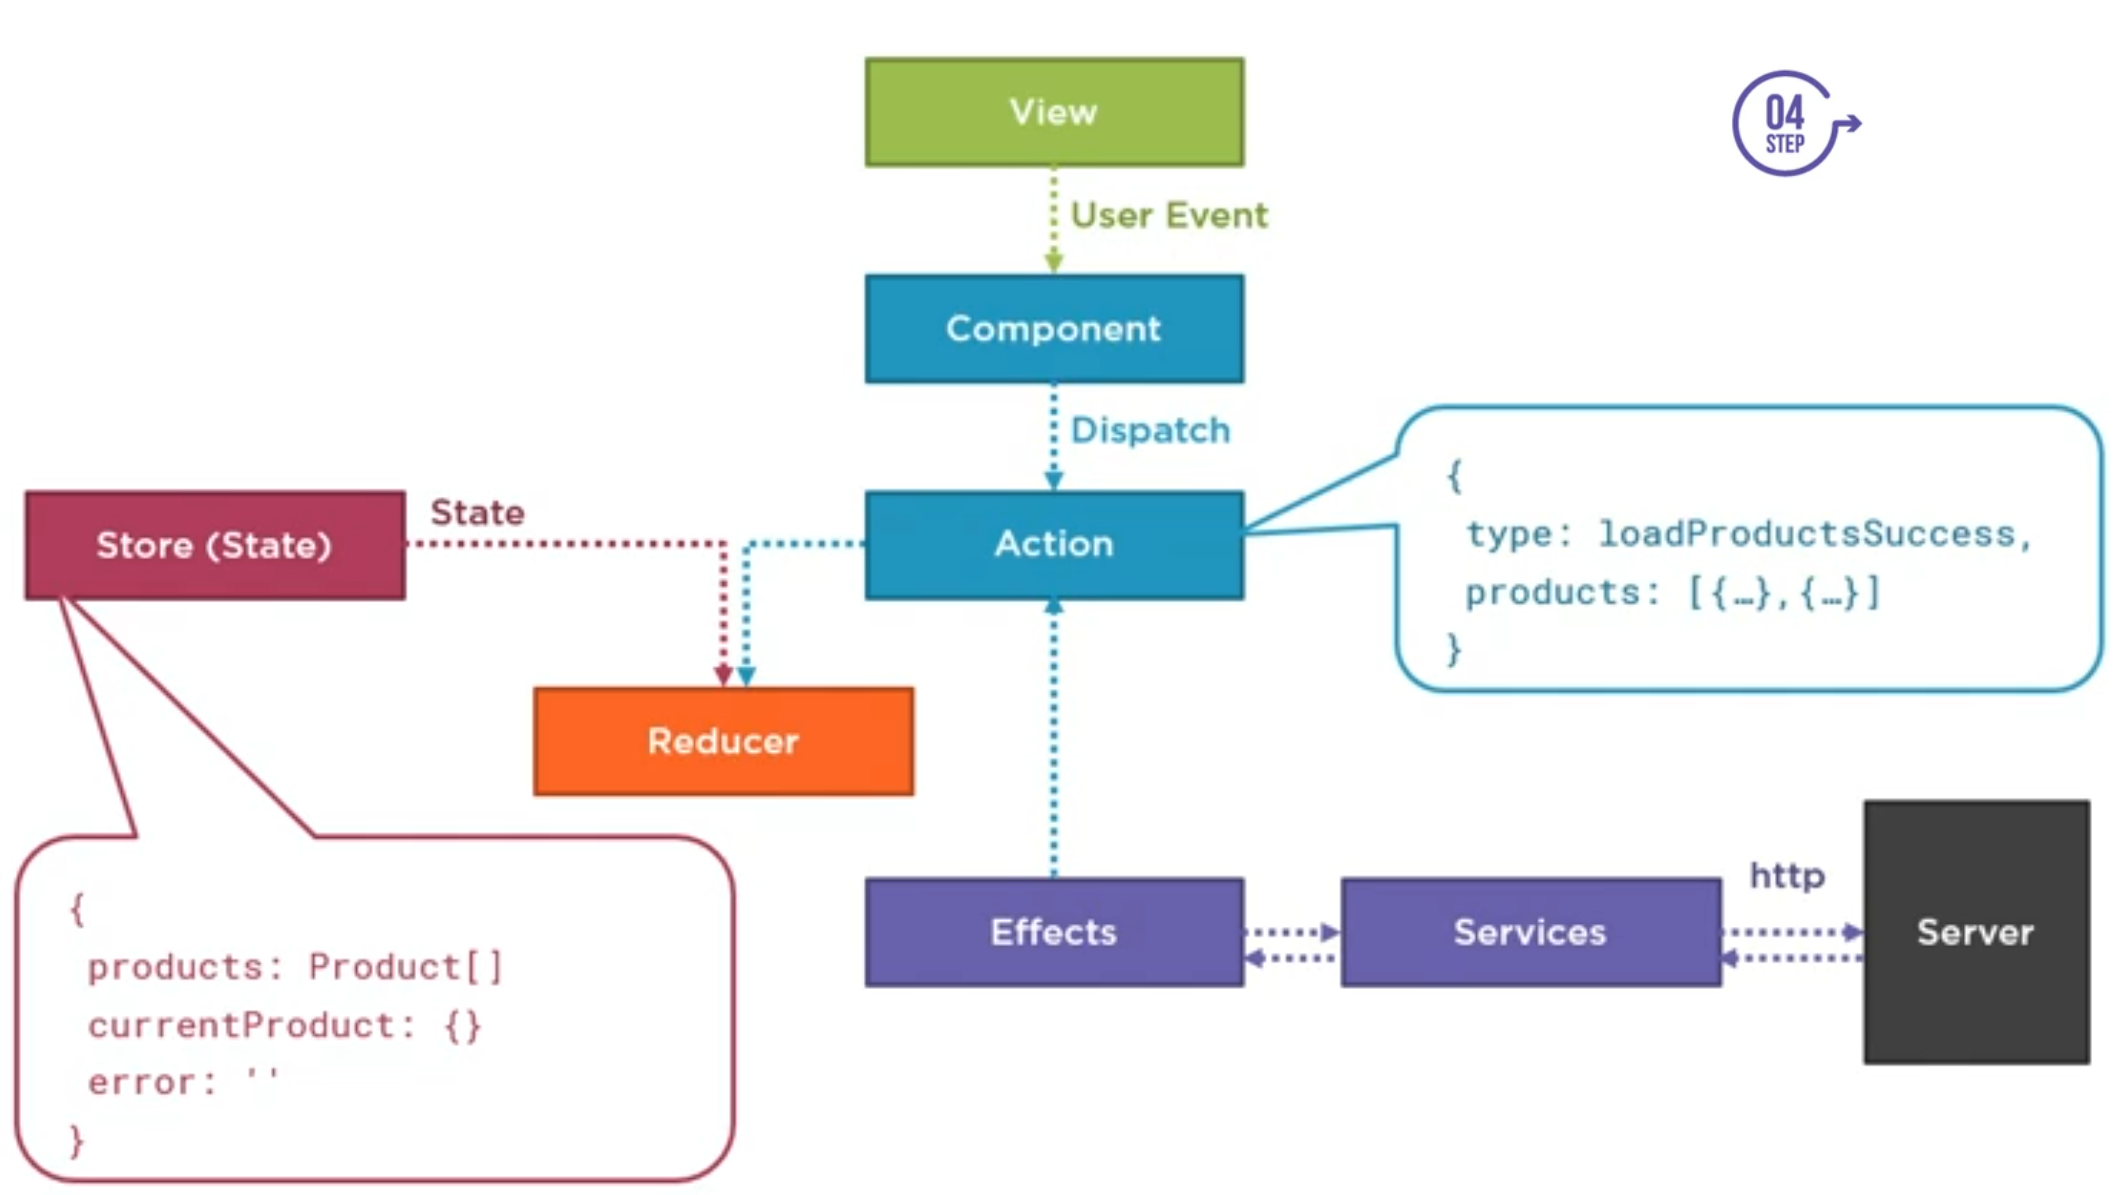 View
04
STEP
User Event
Component
Dispatch
Store (State)
State
Action
{
type: loadProductsSuccess,
products: [{…},{…}]
}
Reducer
Effects
Services
http
Server
{
products: Product[]
currentProduct: {}
error: ''
}